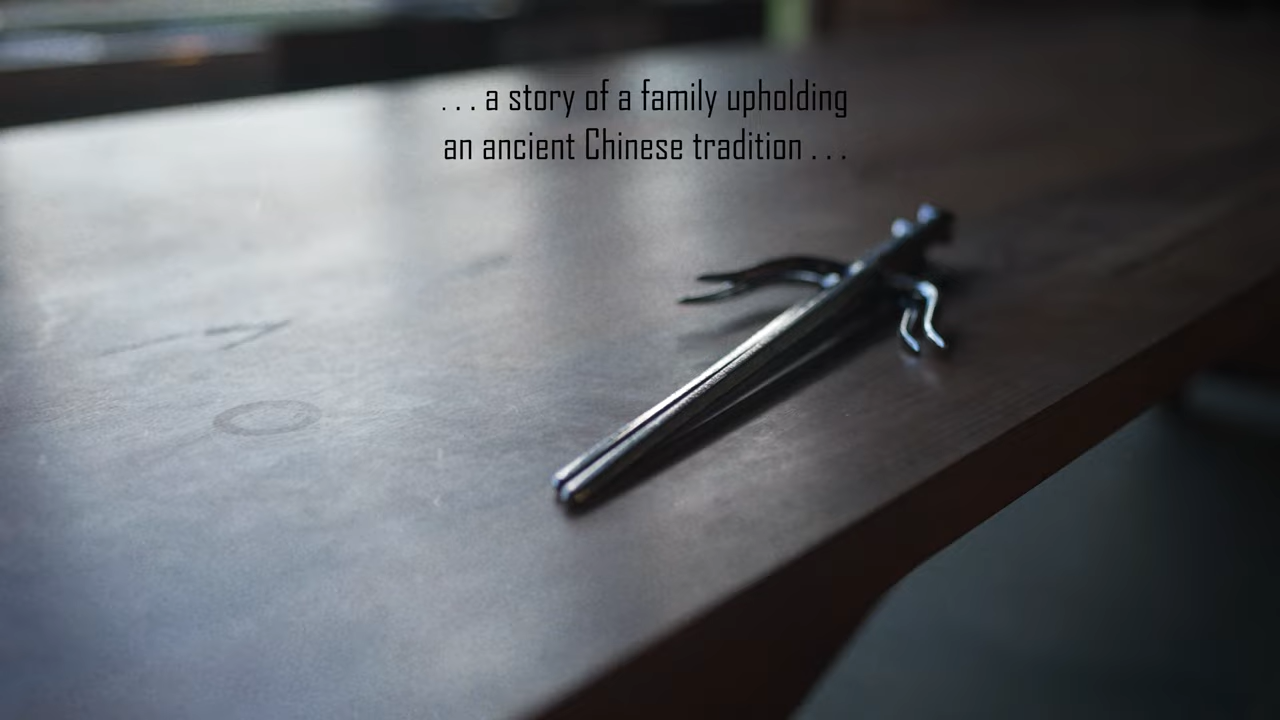 . . . a story of a family upholding
an ancient Chinese tradition . . .